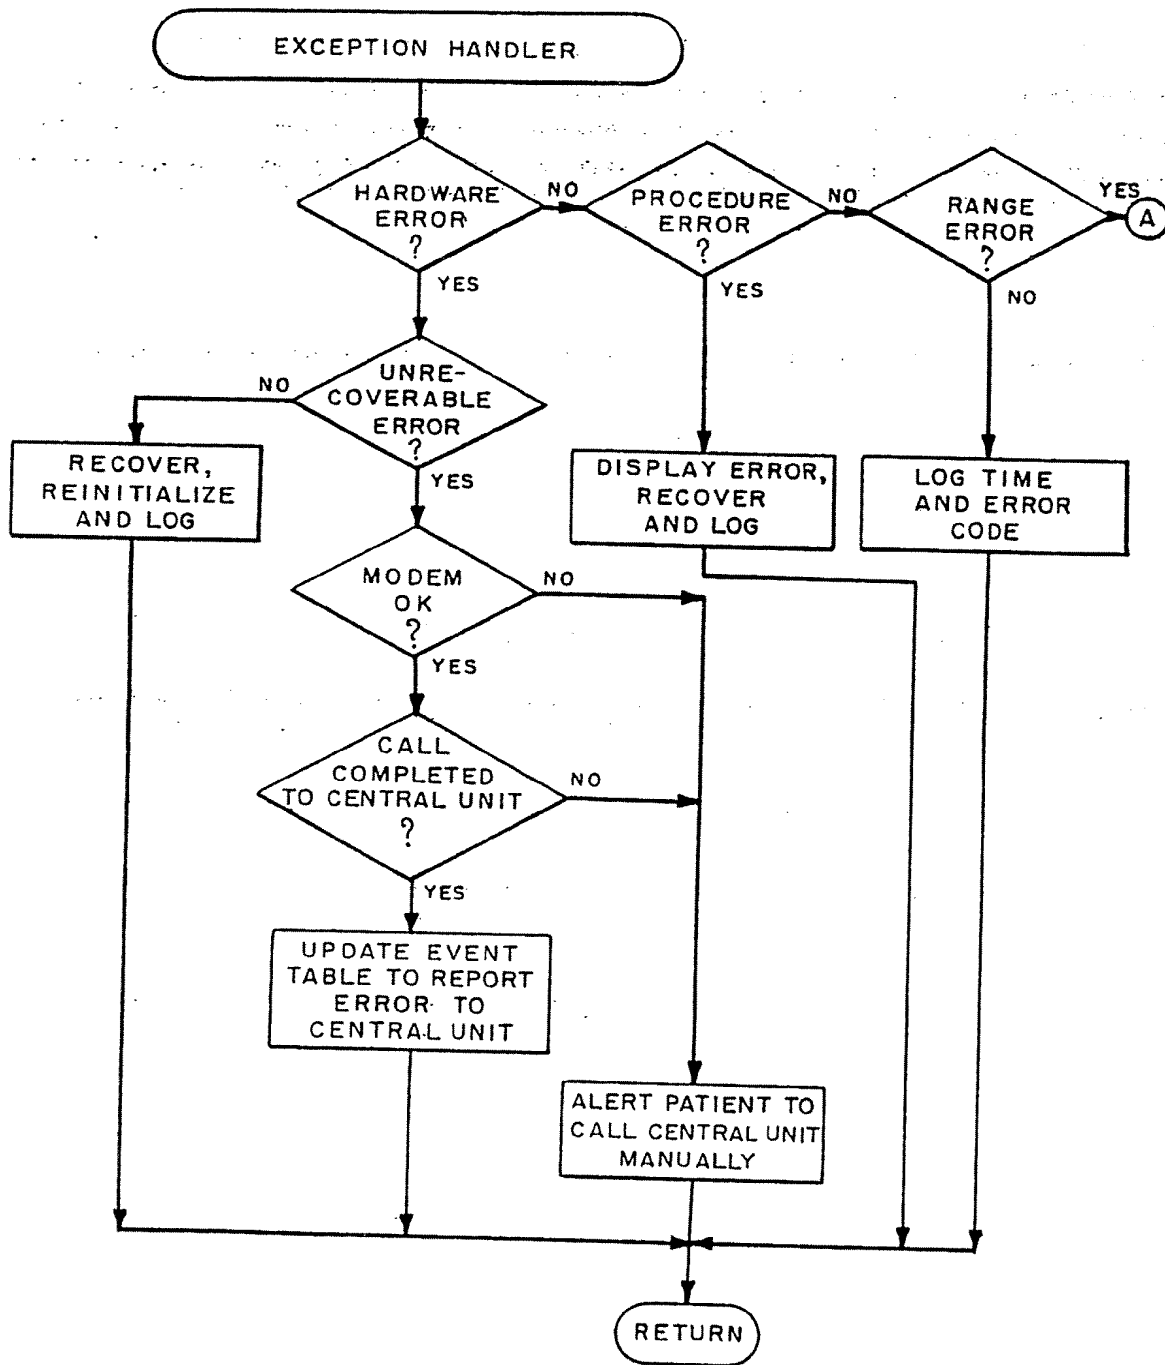 EXCEPTION HANDLER
HARDWARE
ERROR
?
NO
YES
PROCEDURE
ERROR
?
NO
YES
RANGE
ERROR
?
YES
A
NO
UNRE-
COVERABLE
ERROR
?
NO
YES
RECOVER,
REINITIALIZE
AND LOG
DISPLAY ERROR,
RECOVER
AND LOG
LOG TIME
AND ERROR
CODE
MODEM
OK
?
NO
YES
CALL
COMPLETED
TO CENTRAL UNIT
?
NO
YES
UPDATE EVENT
TABLE TO REPORT
ERROR TO
CENTRAL UNIT
ALERT PATIENT TO
CALL CENTRAL UNIT
MANUALLY
RETURN